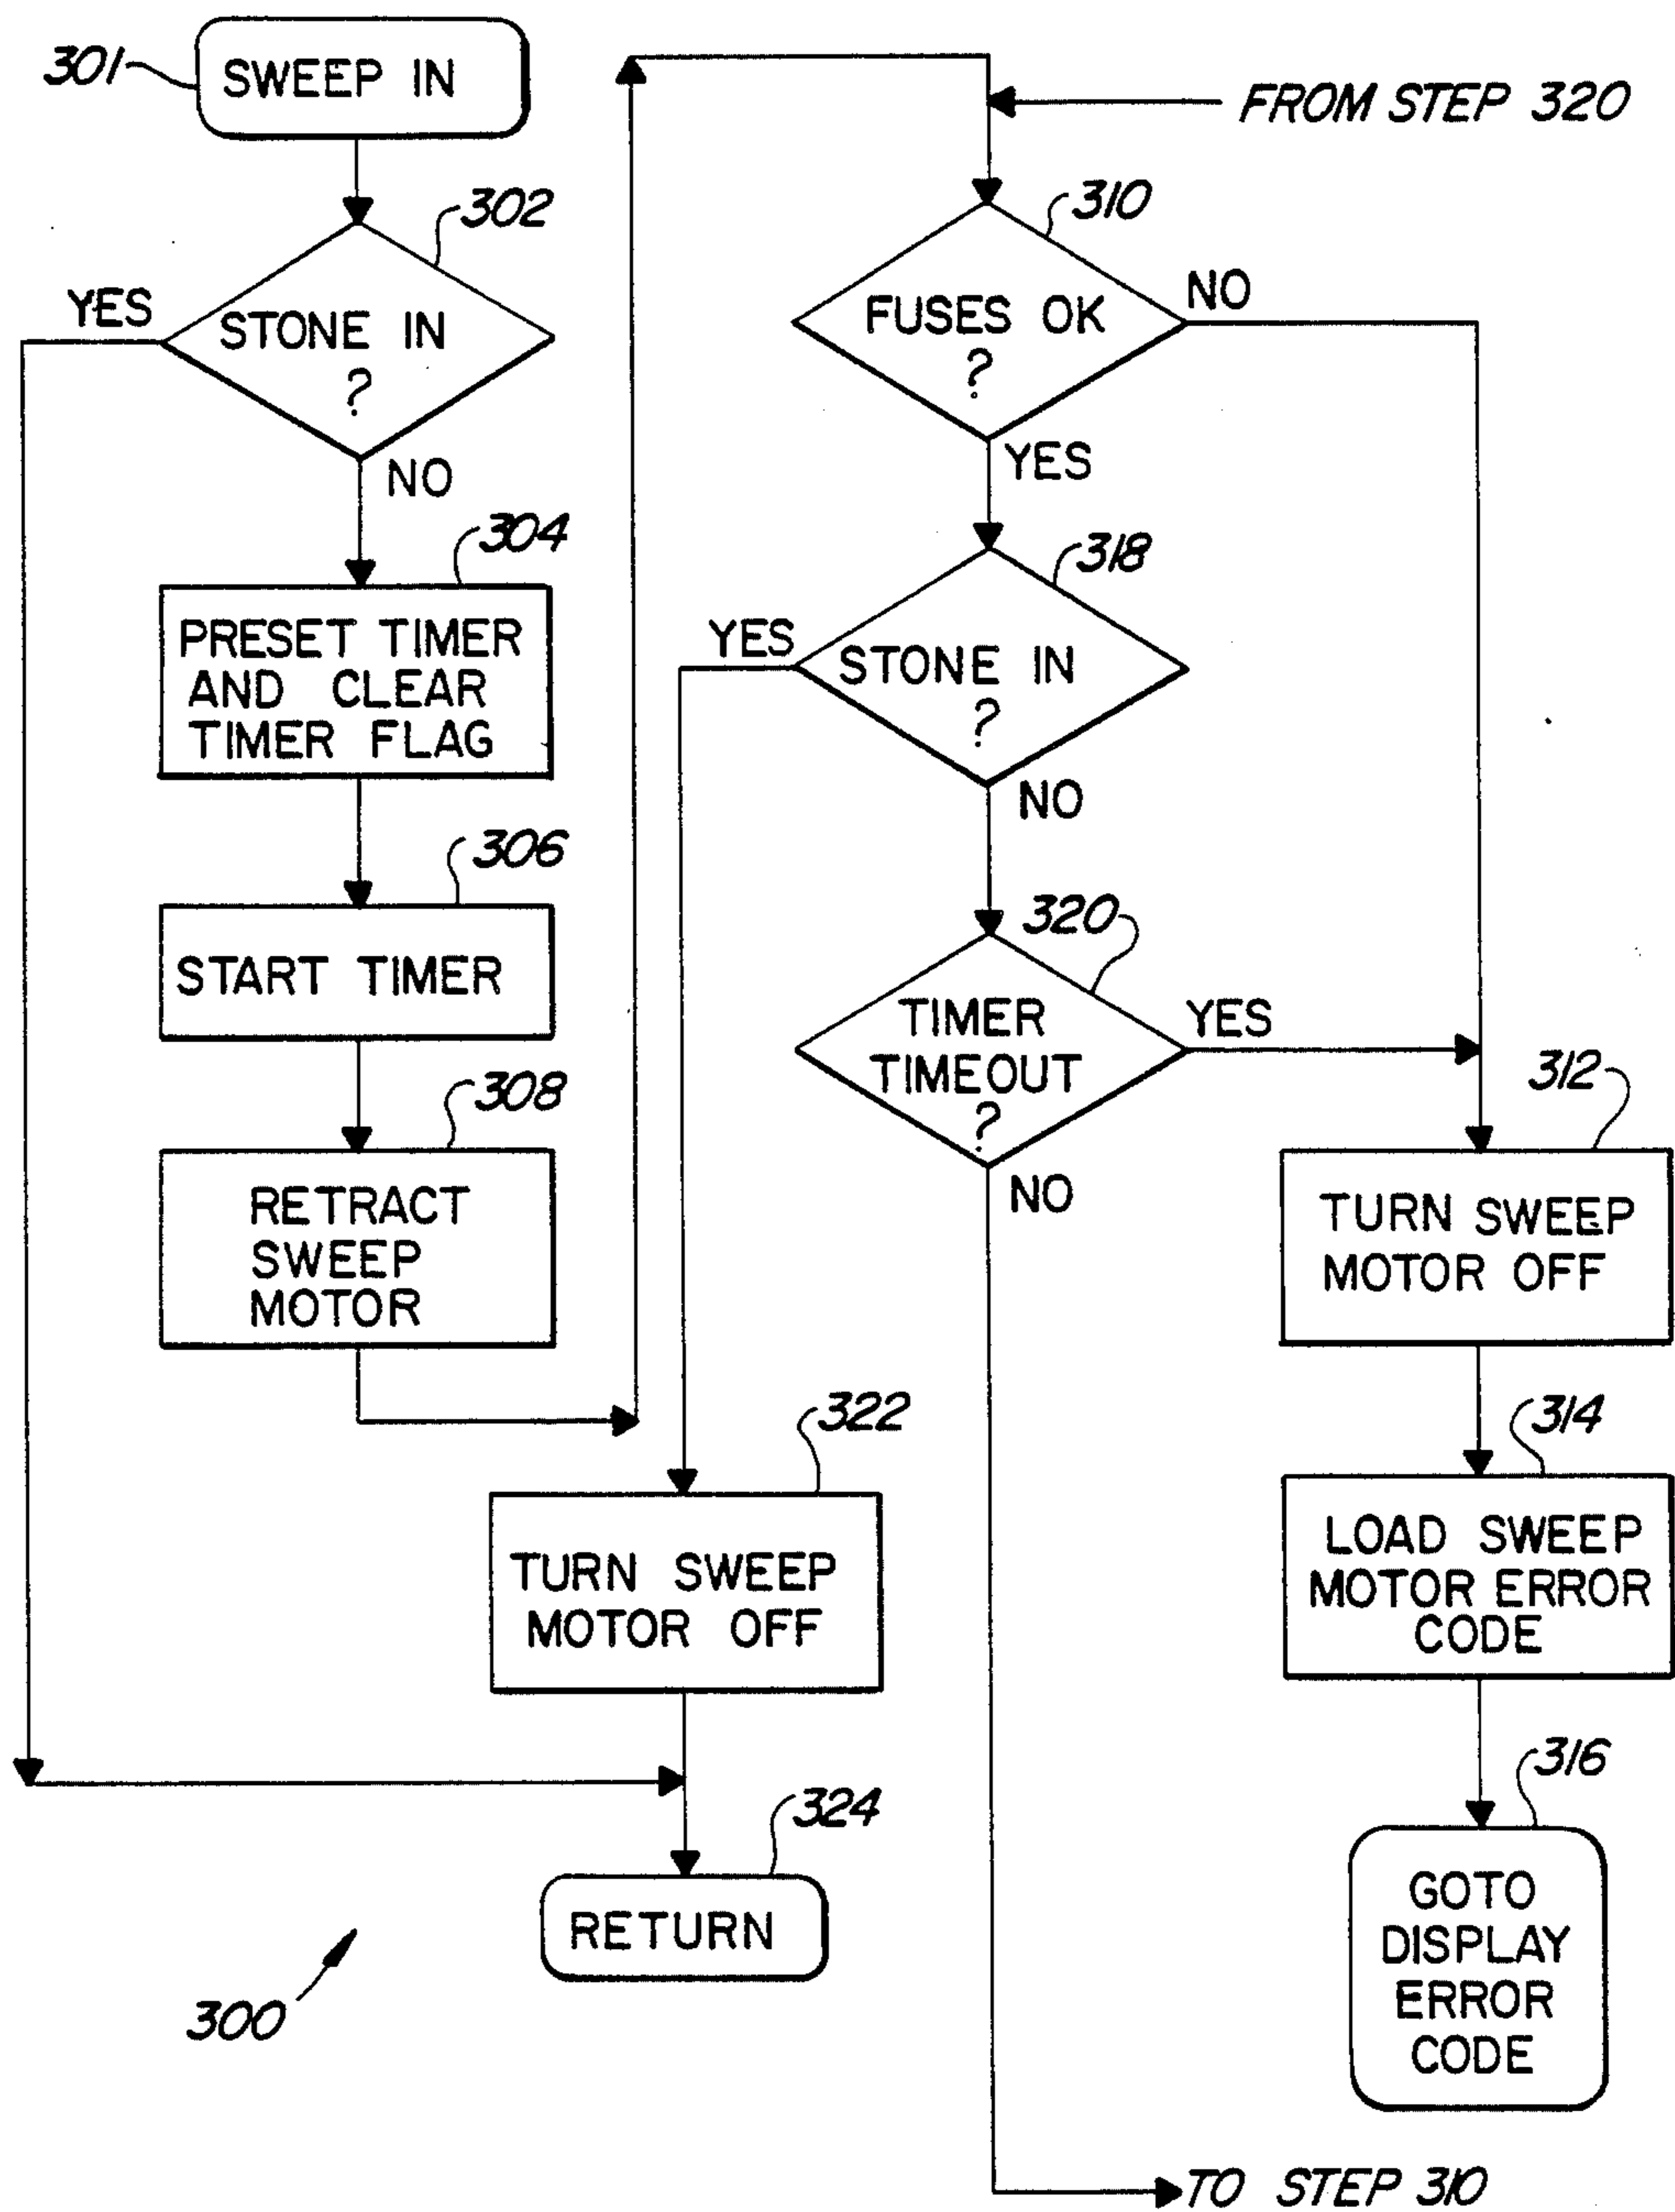 301
SWEEP IN
302
YES
STONE IN
?
NO
304
PRESET TIMER
AND CLEAR
TIMER FLAG
306
START TIMER
308
RETRACT
SWEEP
MOTOR
FROM STEP 320
310
FUSES OK
?
NO
YES
318
YES
STONE IN
?
NO
320
TIMER
TIMEOUT
?
YES
NO
TO STEP 310
312
TURN SWEEP
MOTOR OFF
314
LOAD SWEEP
MOTOR ERROR
CODE
316
GOTO
DISPLAY
ERROR
CODE
322
TURN SWEEP
MOTOR OFF
324
RETURN
300